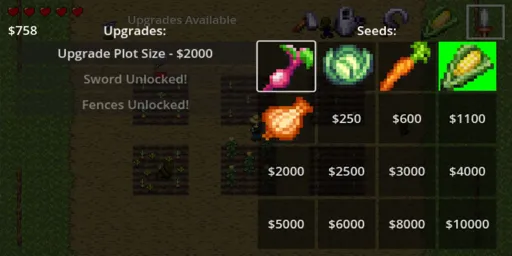 Upgrades Available
$758
Upgrades:
Seeds:
Upgrade Plot Size - $2000
Sword Unlocked!
Fences Unlocked!
$250 $600 $1100
$2000 $2500 $3000 $4000
$5000 $6000 $8000 $10000